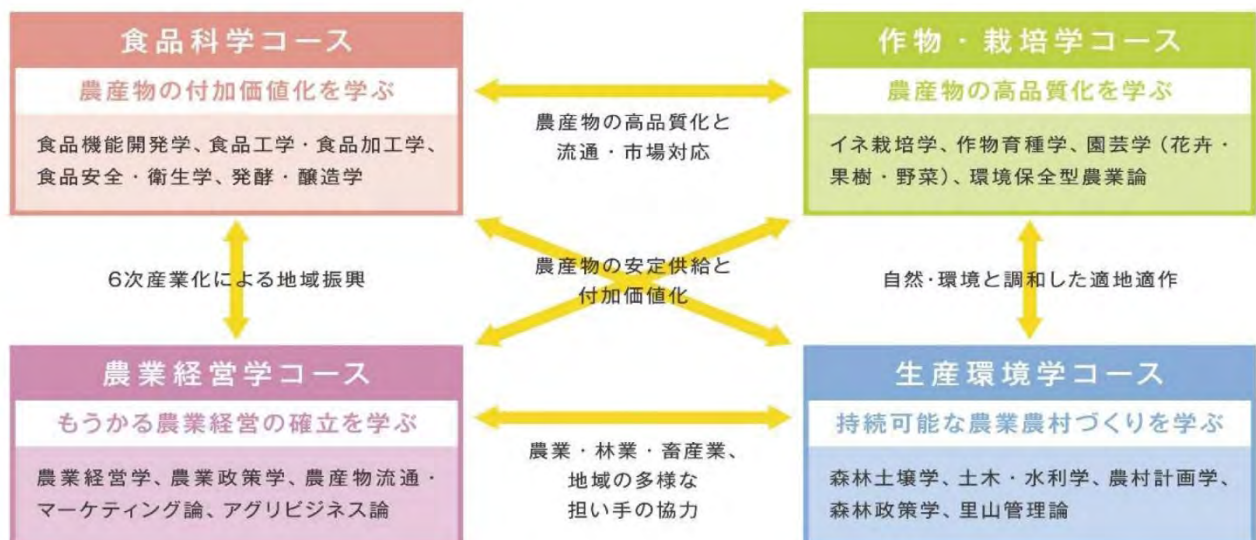 食品科学コース
農産物の付加価値化を学ぶ
食品機能開発学、食品工学・食品加工学、
食品安全・衛生学、発酵・醸造学
農産物の高品質化と
流通・市場対応
作物・栽培学コース
農産物の高品質化を学ぶ
イネ栽培学、作物育種学、園芸学（花卉・
果樹・野菜）、環境保全型農業論
6次産業化による地域振興
農産物の安定供給と
付加価値化
自然・環境と調和した適地適作
農業経営学コース
もうかる農業経営の確立を学ぶ
農業経営学、農業政策学、農産物流通・
マーケティング論、アグリビジネス論
農業・林業・畜産業、
地域の多様な
担い手の協力
生産環境学コース
持続可能な農業農村づくりを学ぶ
森林土壌学、土木・水利学、農村計画学、
森林政策学、里山管理論